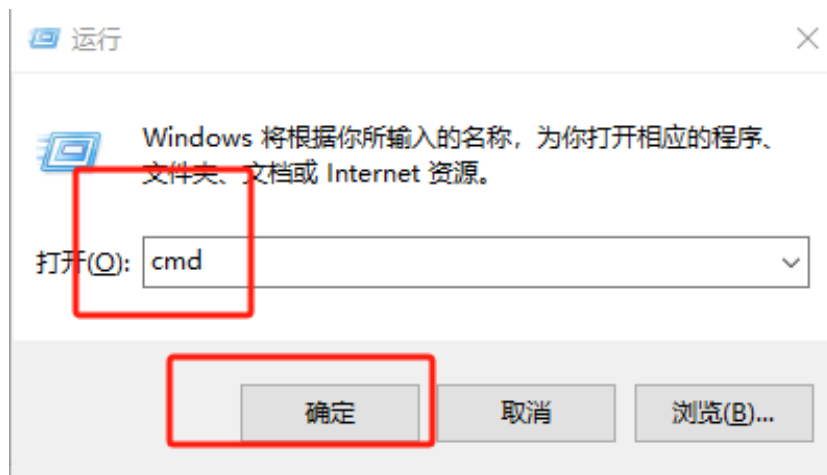 运行
Windows 将根据你所输入的名称，为你打开相应的程序、
文件夹、文档或 Internet 资源。
打开(O): cmd
确定 取消 浏览(B)...